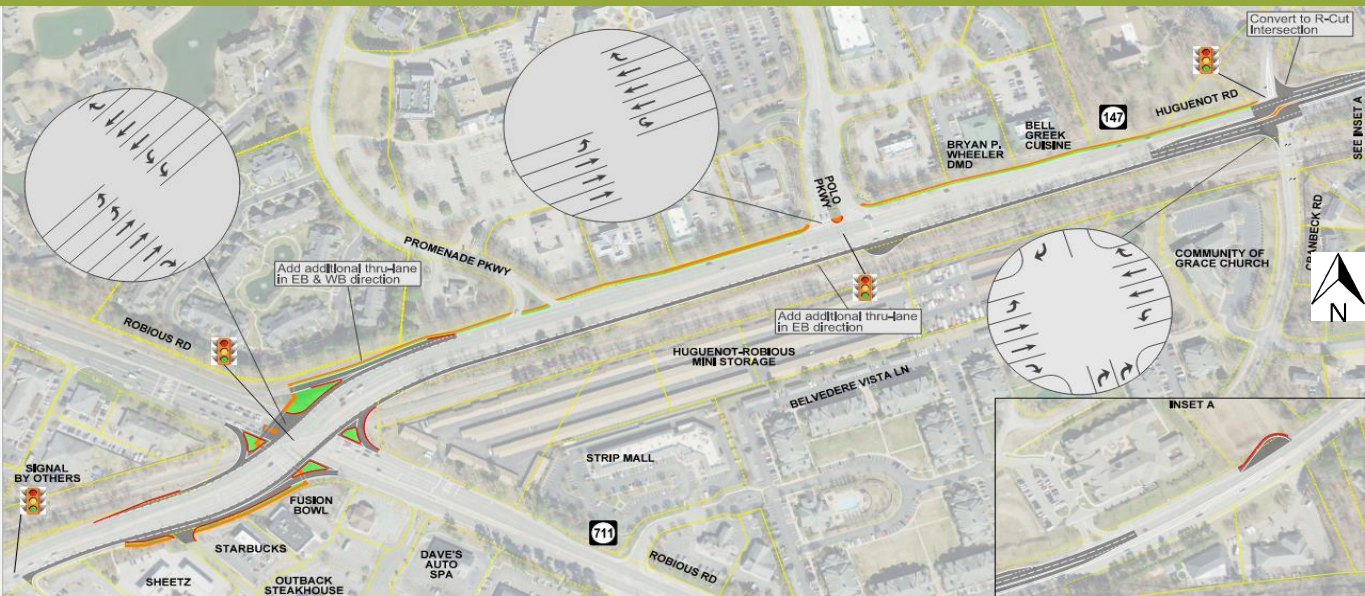 Convert to R-Cut
Intersection
HUGUENOT RD
147
SEE INSET A
BELL
GREEK
CUISINE
BRYAN P.
WHEELER
DMD
POLO
PKWY
PROMENADE PKWY
COMMUNITY OF
GRACE CHURCH
CRANBECK RD
N
Add additional thru-lane
in EB & WB direction
Add additional thru-lane
in EB direction
ROBIOUS RD
HUGUENOT-ROBIOUS
MINI STORAGE
BELVEDERE VISTA LN
INSET A
STRIP MALL
SIGNAL
BY OTHERS
FUSION
BOWL
711
STARBUCKS
DAVE'S
AUTO
SPA
ROBIOUS RD
SHEETZ
OUTBACK
STEAKHOUSE